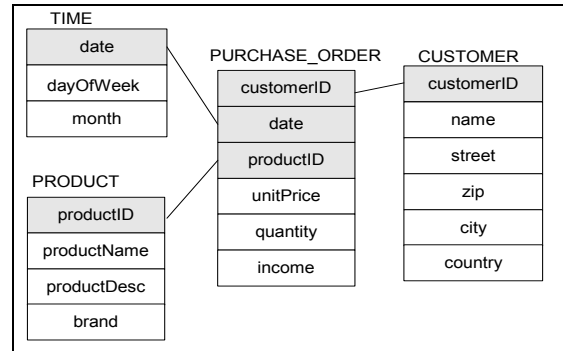 TIME
date
dayOfWeek
month
PRODUCT
productID
productName
productDesc
brand
PURCHASE_ORDER
customerID
date
productID
unitPrice
quantity
income
CUSTOMER
customerID
name
street
zip
city
country